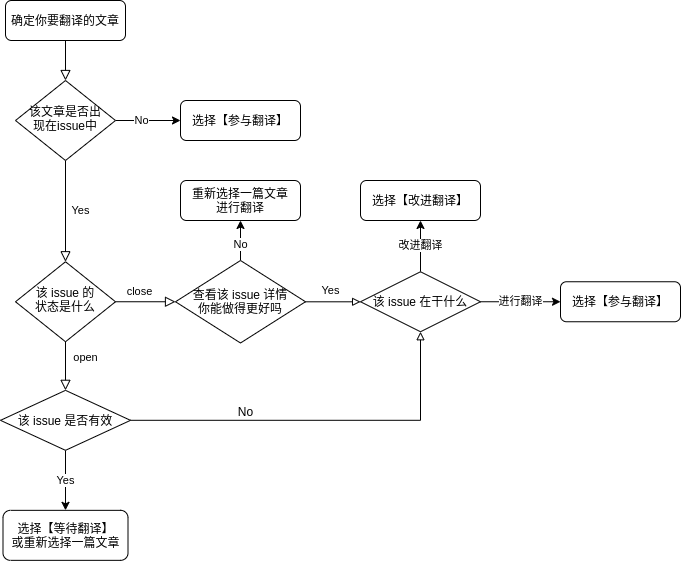 确定你要翻译的文章
该文章是否出
现在issue中
No
选择【参与翻译】
Yes
重新选择一篇文章
进行翻译
选择【改进翻译】
No
改进翻译
该 issue 的
状态是什么
close
查看该 issue 详情
你能做得更好吗
Yes
该 issue 在干什么
进行翻译
选择【参与翻译】
open
该 issue 是否有效
No
Yes
选择【等待翻译】
或重新选择一篇文章